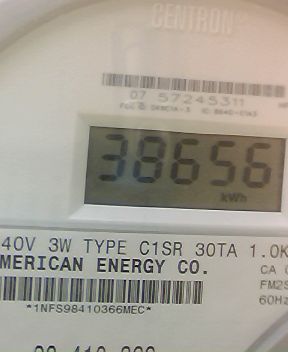 CENTRON
07 57245311
38656
kWh
40V 3W TYPE C1SR 30TA 1.0K
MERICAN ENERGY CO.
CA
*1NFS98410366MEC*
FM2S
60Hz